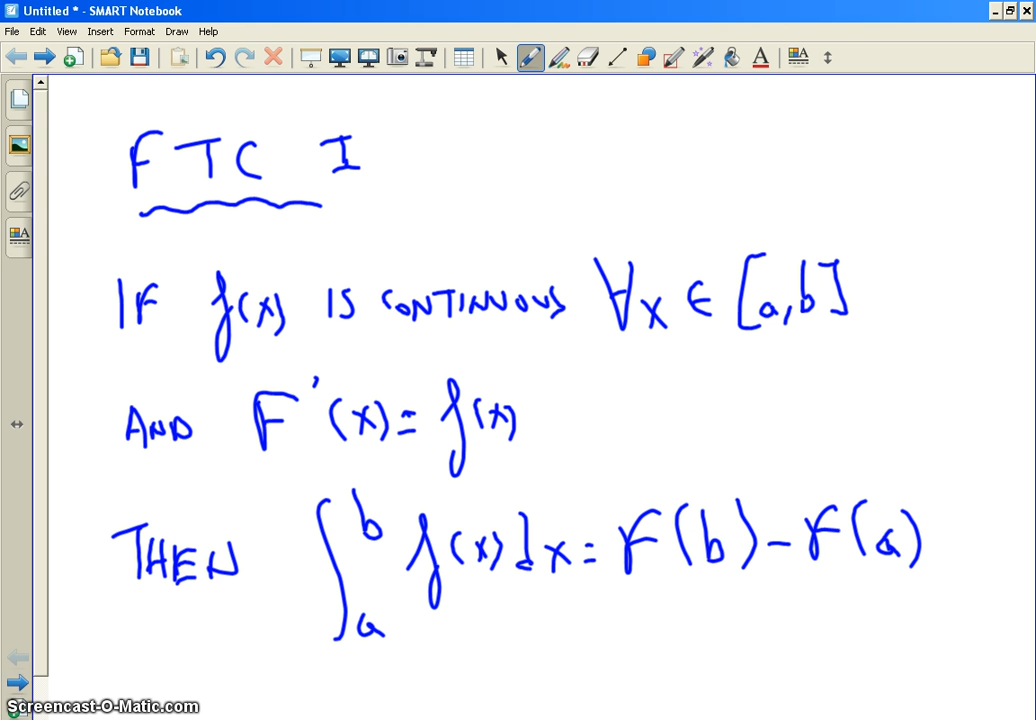 Untitled * - SMART Notebook
File Edit View Insert Format Draw Help
FTC I
IF f(x) IS CONTINUOUS ∀x ∈ [a,b]
AND F'(x) = f(x)
THEN ∫_a^b f(x)dx = F(b) - F(a)
Screencast-O-Matic.com